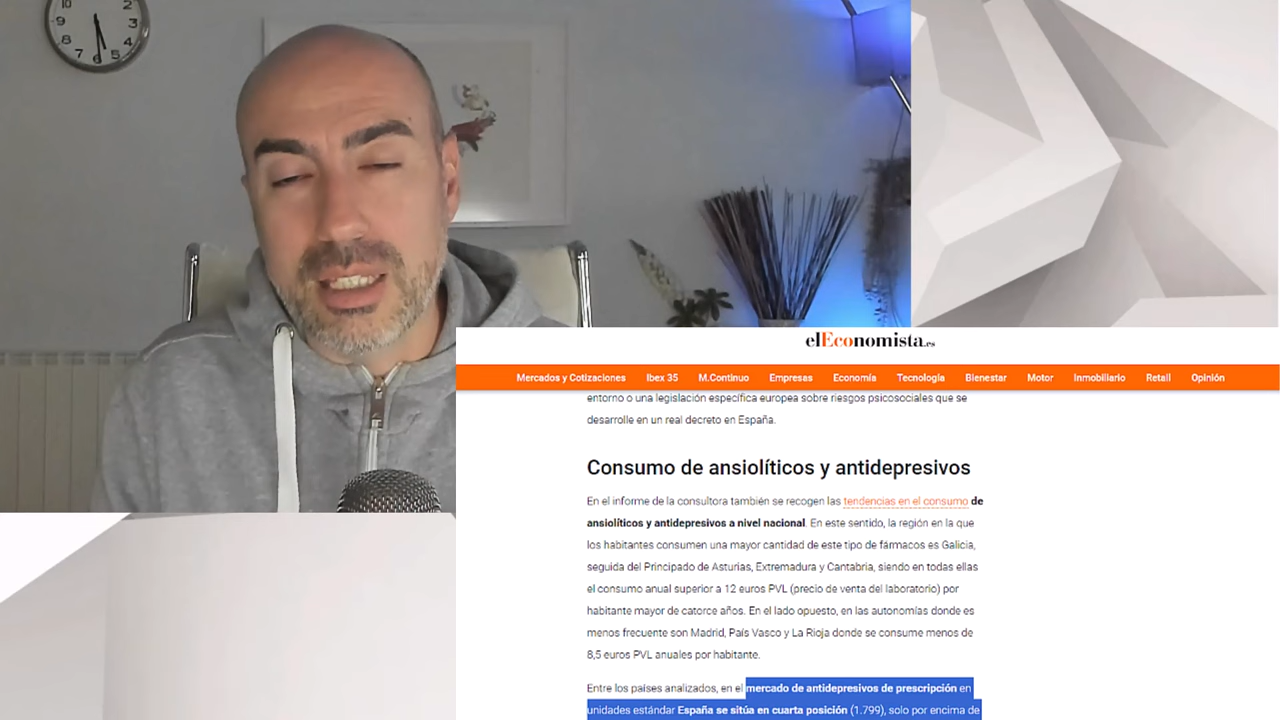 2
3
9
8
4
7
6
5
elEconomista.es
Mercados y Cotizaciones Ibex 35 M.Continuo Empresas Economía Tecnología Bienestar Motor Inmobiliario Retail Opinión
entorno o una legislación específica europea sobre riesgos psicosociales que se
desarrolle en un real decreto en España.
Consumo de ansiolíticos y antidepresivos
En el informe de la consultora también se recogen las tendencias en el consumo de
ansiolíticos y antidepresivos a nivel nacional. En este sentido, la región en la que
los habitantes consumen una mayor cantidad de este tipo de fármacos es Galicia,
seguida del Principado de Asturias, Extremadura y Cantabria, siendo en todas ellas
el consumo anual superior a 12 euros PVL (precio de venta del laboratorio) por
habitante mayor de catorce años. En el lado opuesto, en las autonomías donde es
menos frecuente son Madrid, País Vasco y La Rioja donde se consume menos de
8,5 euros PVL anuales por habitante.
Entre los países analizados, en el mercado de antidepresivos de prescripción en
unidades estándar España se sitúa en cuarta posición (1.799), solo por encima de